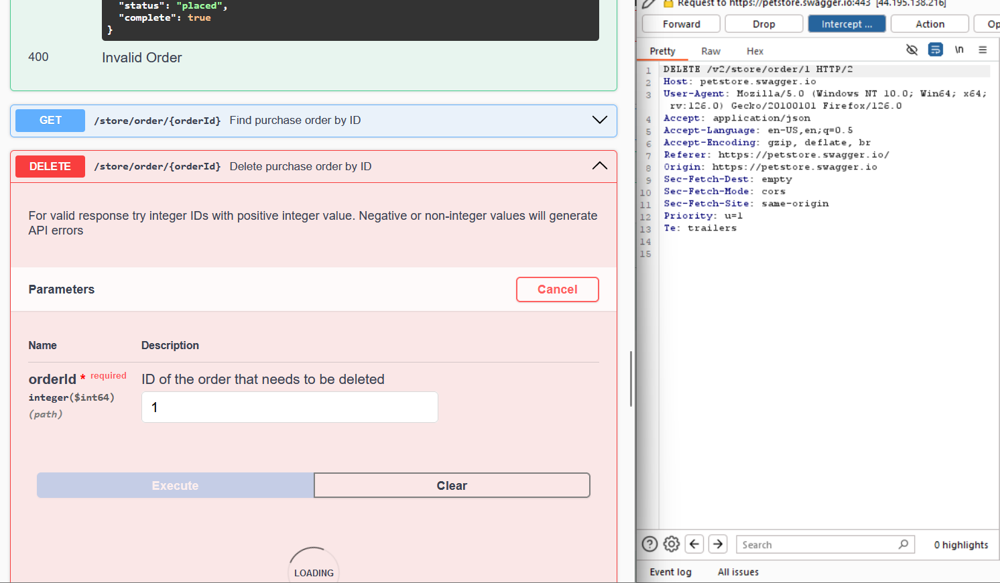 "status": "placed",
"complete": true
}
400 Invalid Order
GET /store/order/{orderId} Find purchase order by ID
DELETE /store/order/{orderId} Delete purchase order by ID
For valid response try integer IDs with positive integer value. Negative or non-integer values will generate
API errors
Parameters Cancel
Name Description
orderId * required ID of the order that needs to be deleted
integer($int64)
(path)
1
Execute Clear
LOADING
Request to https://petstore.swagger.io:443 [44.195.138.216]
Forward Drop Intercept ... Action Op
Pretty Raw Hex \n
1 DELETE /v2/store/order/1 HTTP/2
2 Host: petstore.swagger.io
3 User-Agent: Mozilla/5.0 (Windows NT 10.0; Win64; x64;
rv:126.0) Gecko/20100101 Firefox/126.0
4 Accept: application/json
5 Accept-Language: en-US,en;q=0.5
6 Accept-Encoding: gzip, deflate, br
7 Referer: https://petstore.swagger.io/
8 Origin: https://petstore.swagger.io
9 Sec-Fetch-Dest: empty
10 Sec-Fetch-Mode: cors
11 Sec-Fetch-Site: same-origin
12 Priority: u=1
13 Te: trailers
14
15
? Search 0 highlights
Event log All issues